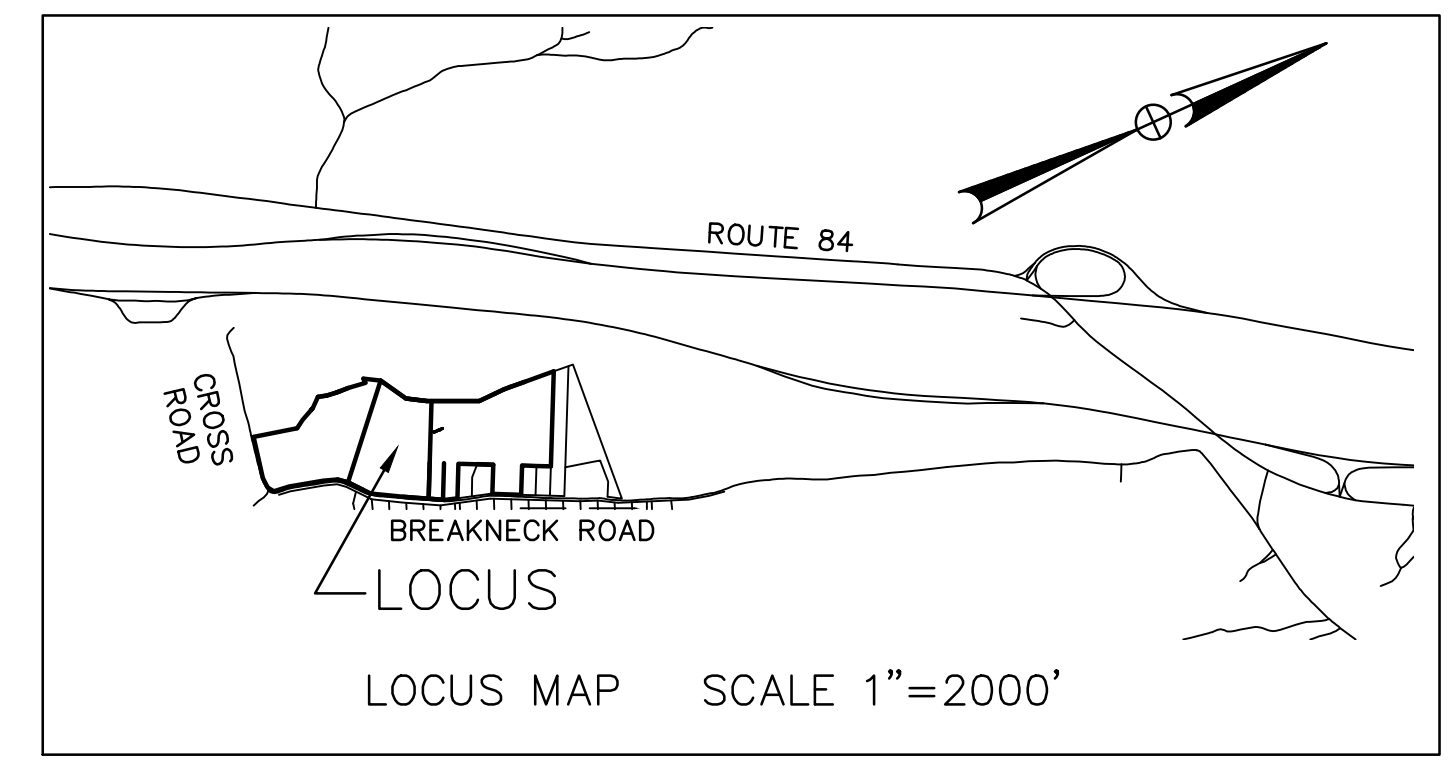 ROUTE 84
CROSS
ROAD
BREAKNECK ROAD
LOCUS
LOCUS MAP SCALE 1"=2000'